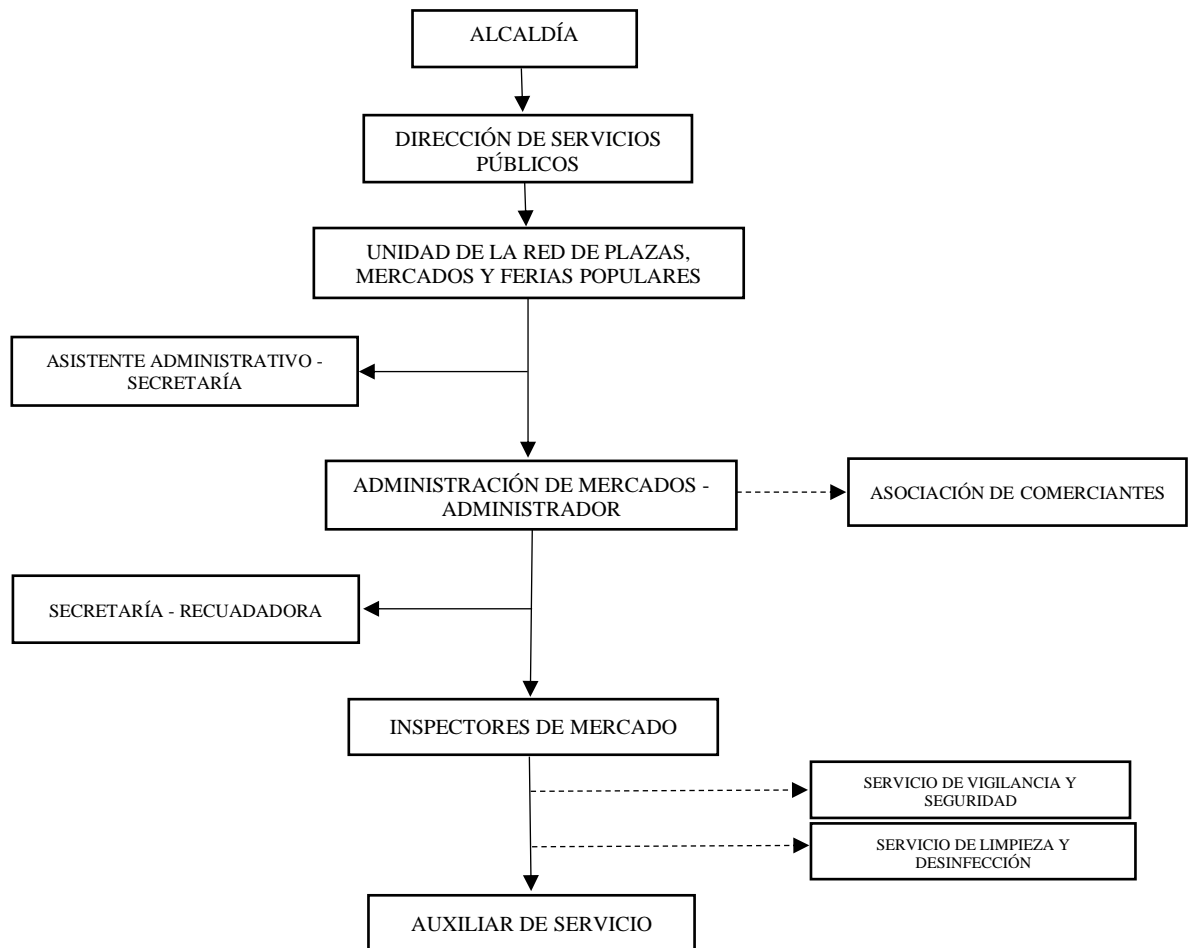 ALCALDÍA
DIRECCIÓN DE SERVICIOS
PÚBLICOS
UNIDAD DE LA RED DE PLAZAS,
MERCADOS Y FERIAS POPULARES
ASISTENTE ADMINISTRATIVO -
SECRETARÍA
ADMINISTRACIÓN DE MERCADOS -
ADMINISTRADOR
ASOCIACIÓN DE COMERCIANTES
SECRETARÍA - RECUADADORA
INSPECTORES DE MERCADO
SERVICIO DE VIGILANCIA Y
SEGURIDAD
SERVICIO DE LIMPIEZA Y
DESINFECCIÓN
AUXILIAR DE SERVICIO